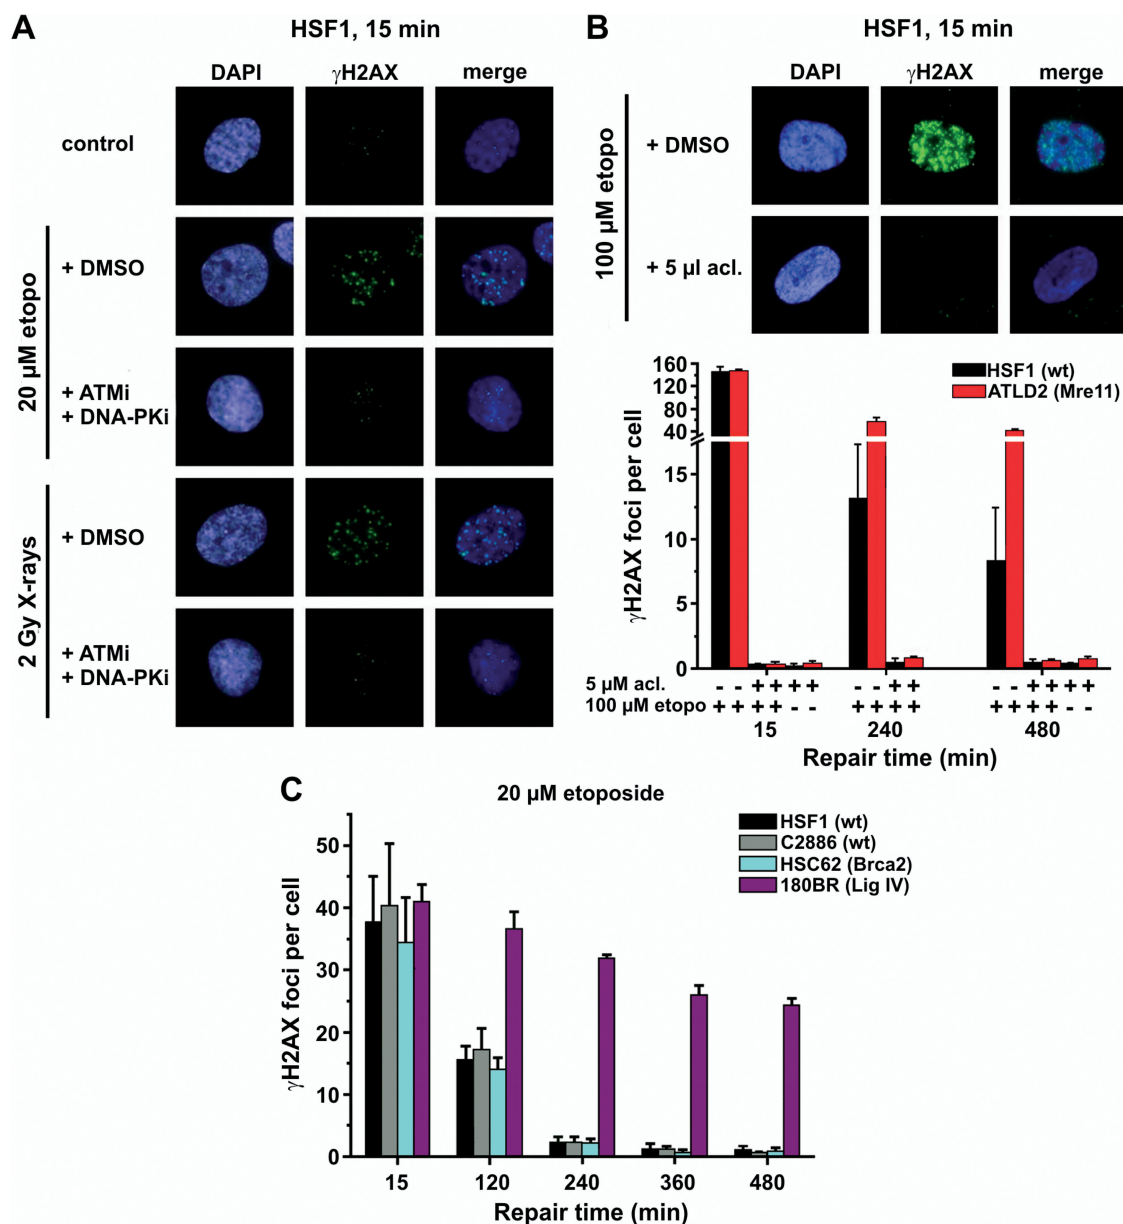 A
HSF1, 15 min
DAPI γH2AX merge
control
20 µM etopo
+ DMSO
+ ATMi
+ DNA-PKi
2 Gy X-rays
+ DMSO
+ ATMi
+ DNA-PKi
B
HSF1, 15 min
DAPI γH2AX merge
100 µM etopo
+ DMSO
+ 5 µl acl.
HSF1 (wt)
ATLD2 (Mre11)
γH2AX foci per cell
160
120
80
40
15
10
5
0
5 µM acl. - - + + + + - - + + - - + + + +
100 µM etopo + + + + - - + + + + + + + + - -
15 240 480
Repair time (min)
C
20 µM etoposide
HSF1 (wt)
C2886 (wt)
HSC62 (Brca2)
180BR (Lig IV)
γH2AX foci per cell
50
40
30
20
10
0
15 120 240 360 480
Repair time (min)